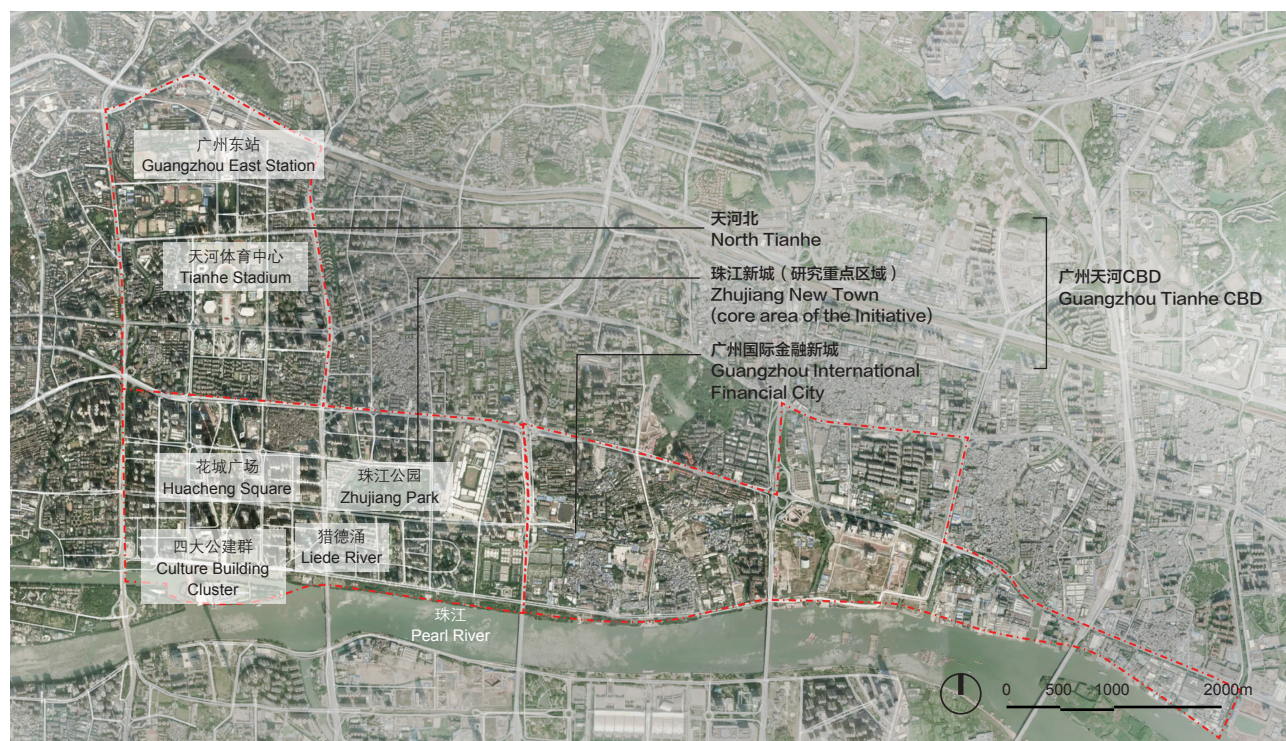 广州东站
Guangzhou East Station
天河体育中心
Tianhe Stadium
天河北
North Tianhe
珠江新城（研究重点区域）
Zhujiang New Town
(core area of the Initiative)
广州国际金融新城
Guangzhou International
Financial City
广州天河CBD
Guangzhou Tianhe CBD
花城广场
Huacheng Square
珠江公园
Zhujiang Park
四大公建群
Culture Building
Cluster
猎德涌
Liede River
珠江
Pearl River
0 500 1000 2000m